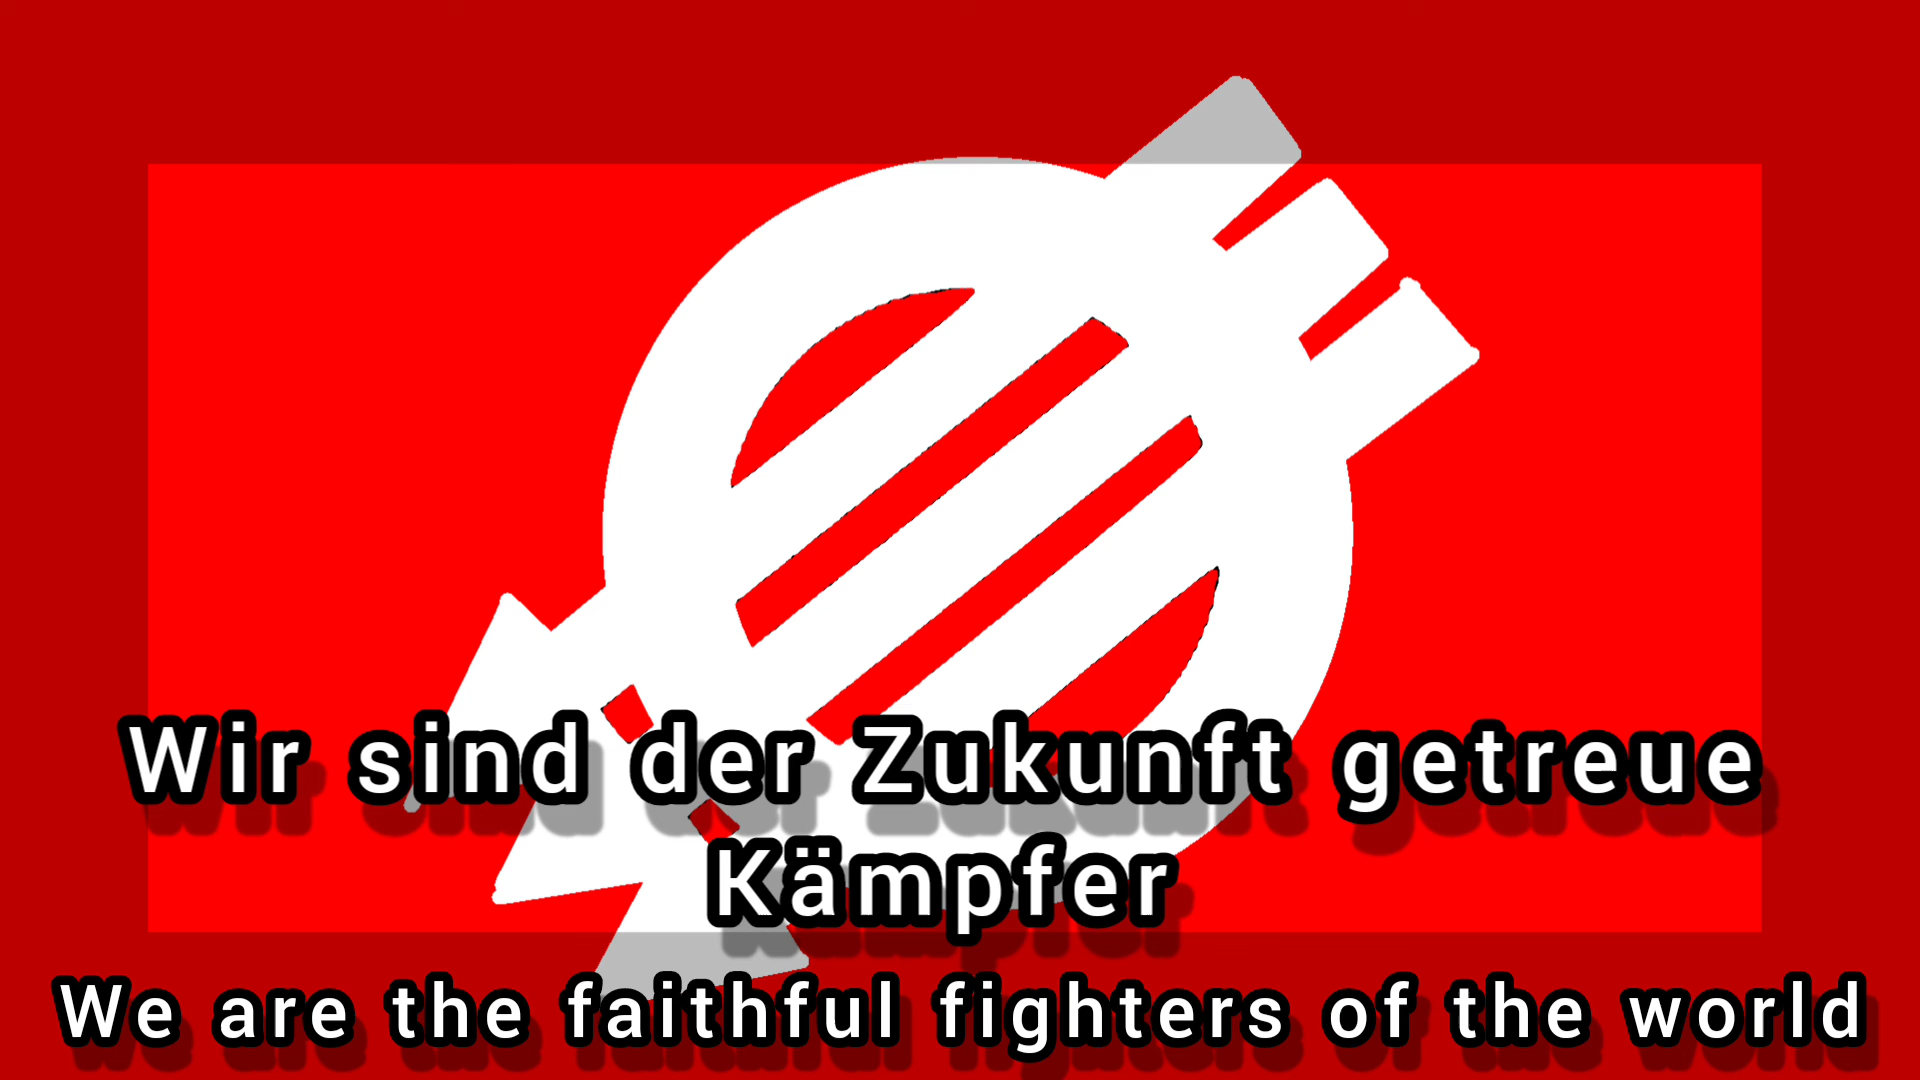 Wir sind der Zukunft getreue
Kämpfer
We are the faithful fighters of the world